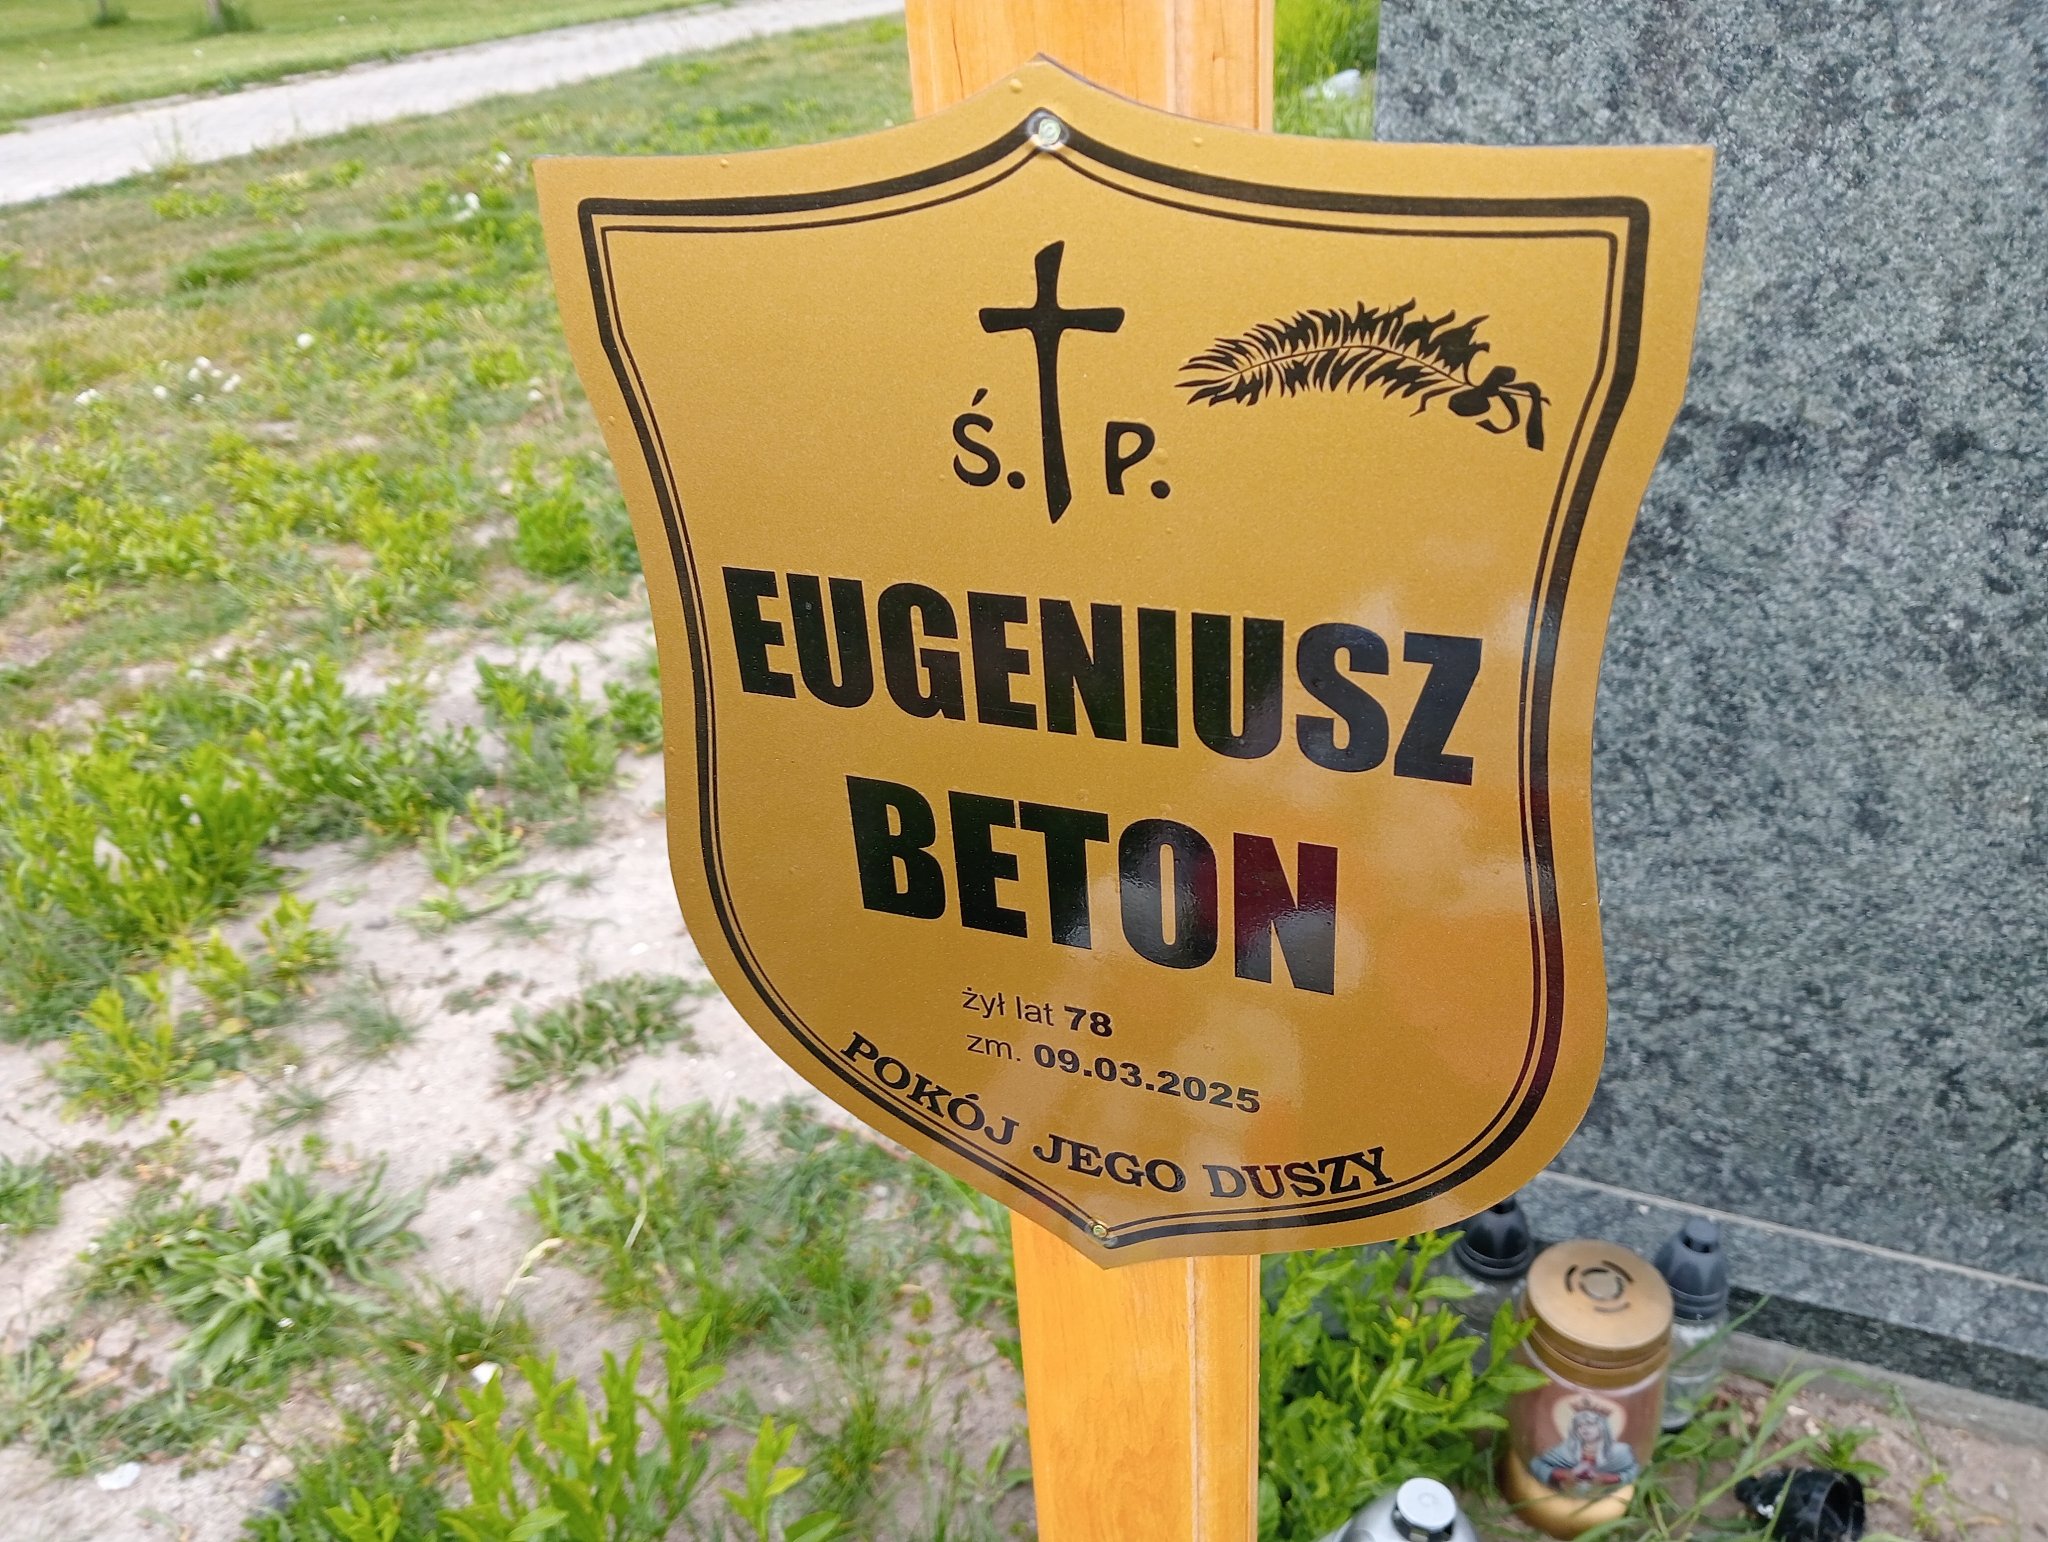 Ś. P.
EUGENIUSZ
BETON
żył lat 78
zm. 09.03.2025
POKÓJ JEGO DUSZY